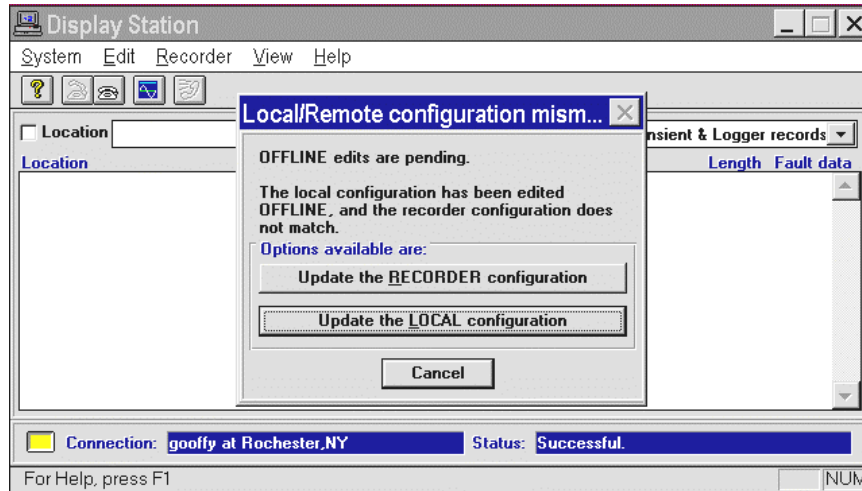 Display Station
System Edit Recorder View Help
Local/Remote configuration mism...
Location
nsient & Logger records
Location Length Fault data
OFFLINE edits are pending.
The local configuration has been edited
OFFLINE, and the recorder configuration does
not match.
Options available are:
Update the RECORDER configuration
Update the LOCAL configuration
Cancel
Connection: gooffy at Rochester,NY Status: Successful.
For Help, press F1 NUM